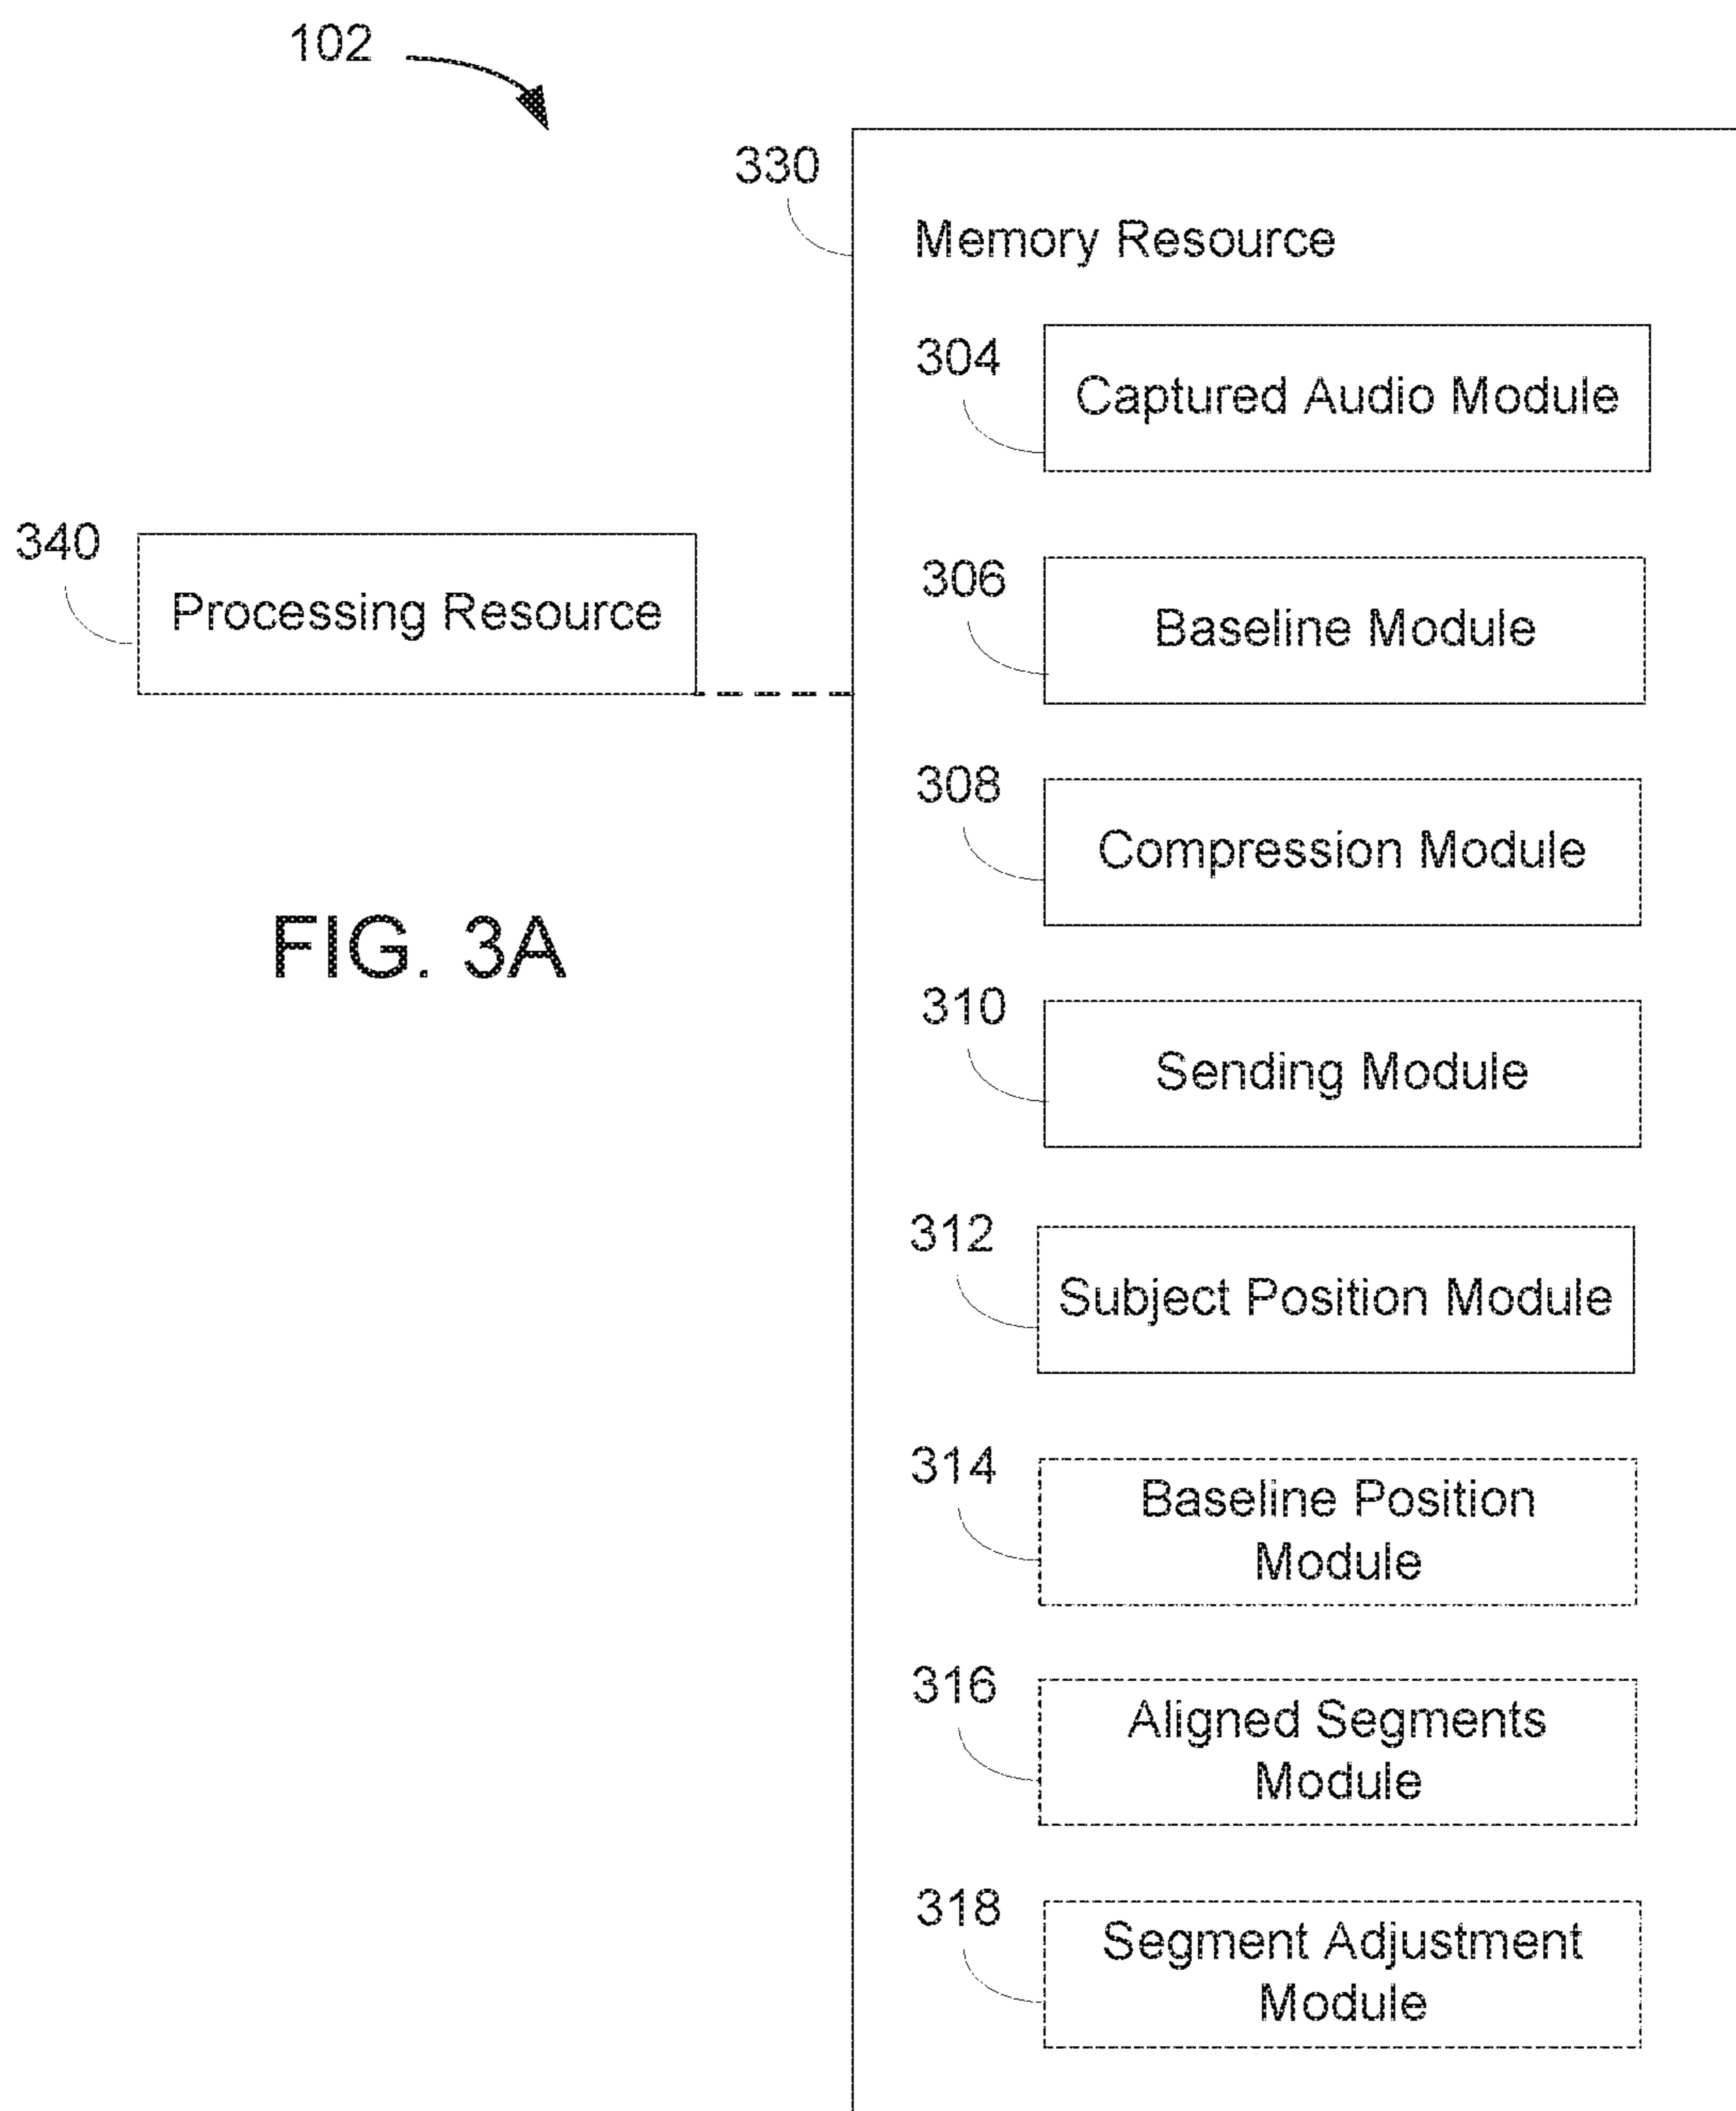 102
330
Memory Resource
304
Captured Audio Module
340
Processing Resource
306
Baseline Module
308
Compression Module
FIG. 3A
310
Sending Module
312
Subject Position Module
314
Baseline Position
Module
316
Aligned Segments
Module
318
Segment Adjustment
Module